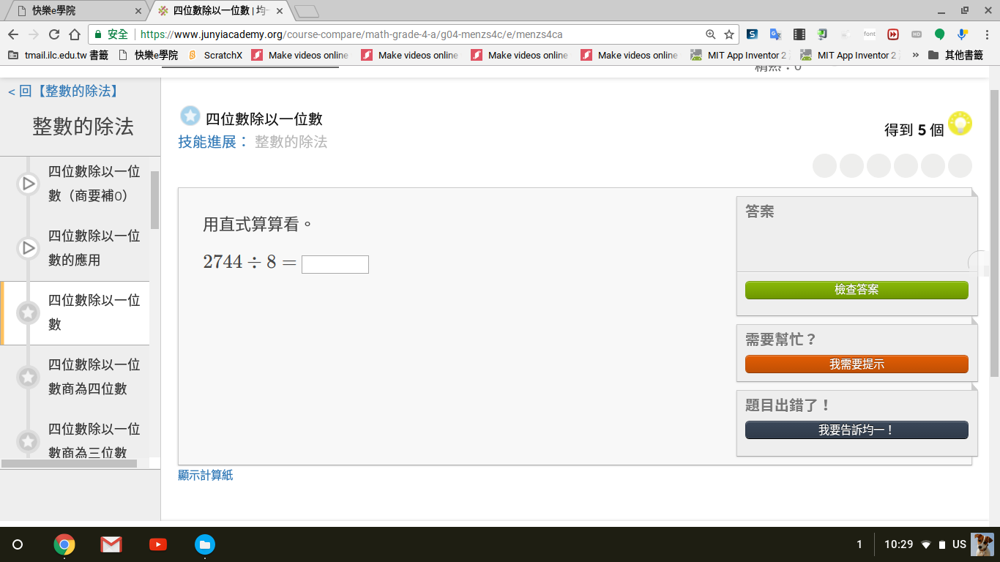 快樂e學院
四位數除以一位數 | 均一
安全
https://www.junyiacademy.org/course-compare/math-grade-4-a/g04-menzs4c/e/menzs4ca
tmail.ilc.edu.tw 書籤
快樂e學院
ScratchX
Make videos online
Make videos online
Make videos online
Make videos online
MIT App Inventor 2
MIT App Inventor 2
»
其他書籤
精熟：0
< 回【整數的除法】
整數的除法
四位數除以一位
數（商要補0）
四位數除以一位
數的應用
四位數除以一位
數
四位數除以一位
數商為四位數
四位數除以一位
數商為三位數
四位數除以一位數
技能進展： 整數的除法
得到 5 個
用直式算算看。
2744 ÷ 8 =
答案
檢查答案
需要幫忙？
我需要提示
題目出錯了！
我要告訴均一！
顯示計算紙
1
10:29
US